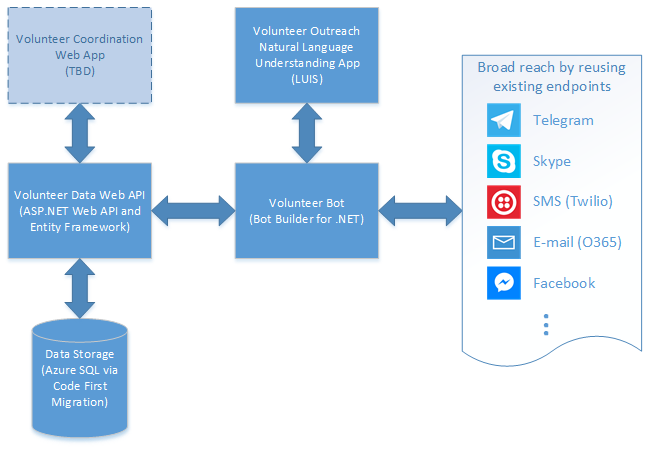 Volunteer Coordination
Web App
(TBD)
Volunteer Outreach
Natural Language
Understanding App
(LUIS)
Volunteer Data Web API
(ASP.NET Web API and
Entity Framework)
Volunteer Bot
(Bot Builder for .NET)
Data Storage
(Azure SQL via
Code First
Migration)
Broad reach by reusing
existing endpoints
Telegram
Skype
SMS (Twilio)
E-mail (O365)
Facebook